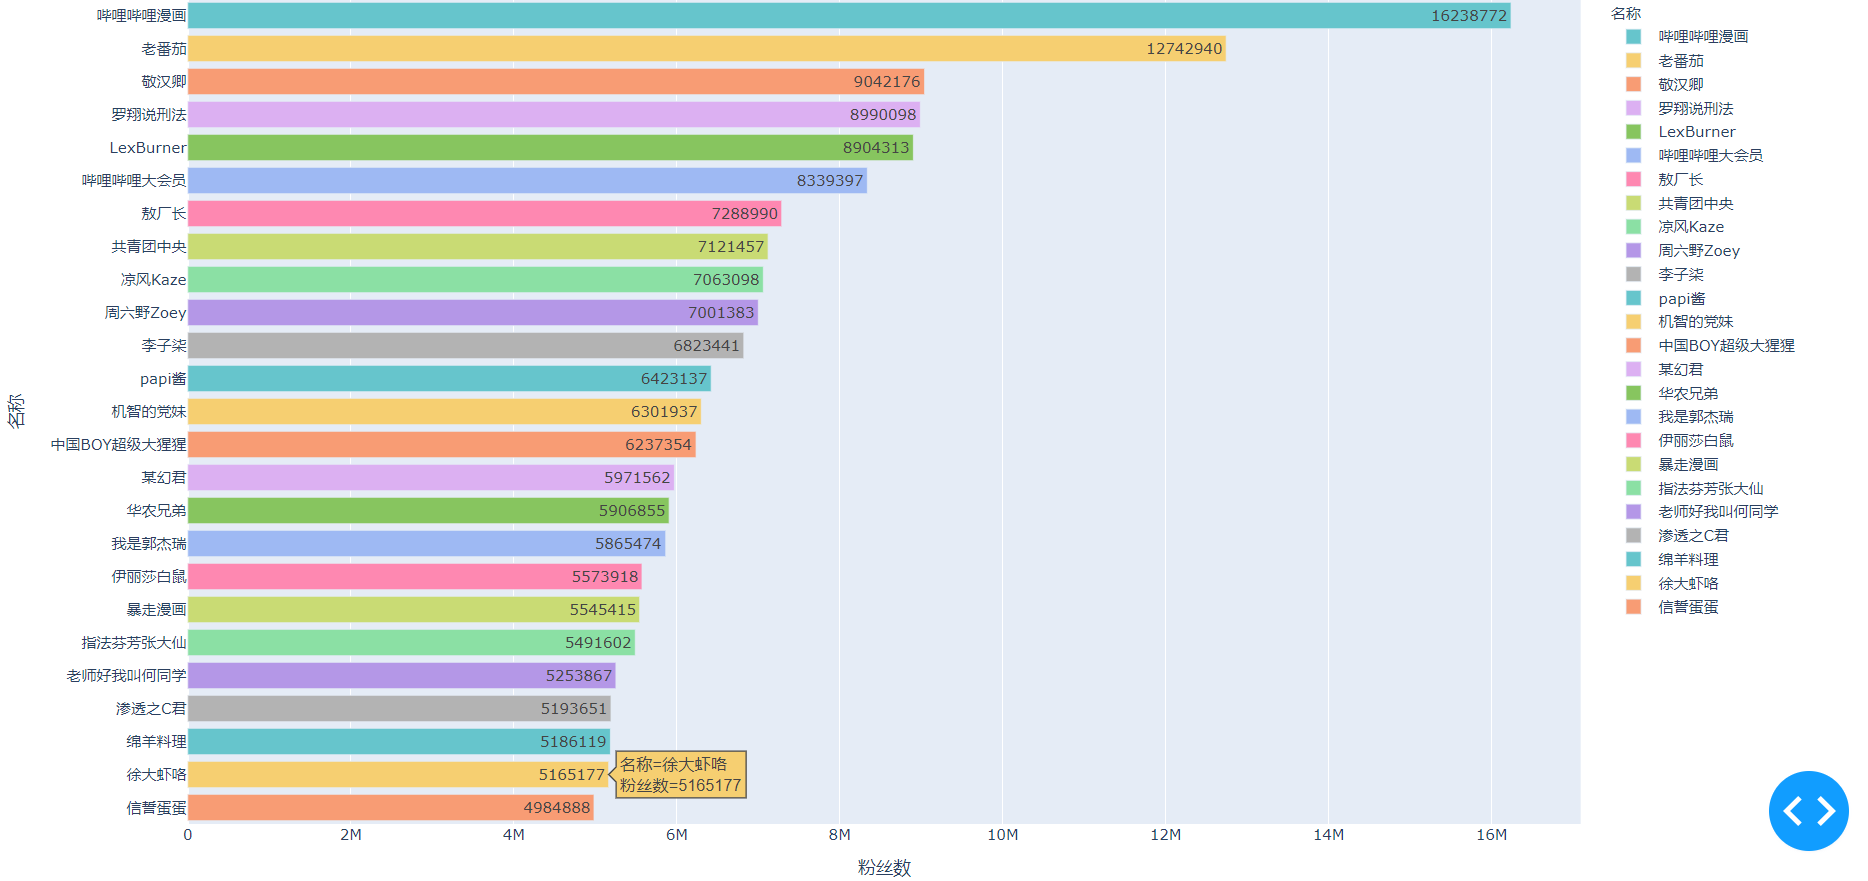 哔哩哔哩漫画 16238772
老番茄 12742940
敬汉卿 9042176
罗翔说刑法 8990098
LexBurner 8904313
哔哩哔哩大会员 8339397
敖厂长 7288990
共青团中央 7121457
凉风Kaze 7063098
周六野Zoey 7001383
李子柒 6823441
papi酱 6423137
机智的党妹 6301937
中国BOY超级大猩猩 6237354
某幻君 5971562
华农兄弟 5906855
我是郭杰瑞 5865474
伊丽莎白鼠 5573918
暴走漫画 5545415
指法芬芳张大仙 5491602
老师好我叫何同学 5253867
渗透之C君 5193651
绵羊料理 5186119
徐大虾咯 5165177
信誓蛋蛋 4984888
名称=徐大虾咯
粉丝数=5165177
0 2M 4M 6M 8M 10M 12M 14M 16M
粉丝数
名称
名称
哔哩哔哩漫画
老番茄
敬汉卿
罗翔说刑法
LexBurner
哔哩哔哩大会员
敖厂长
共青团中央
凉风Kaze
周六野Zoey
李子柒
papi酱
机智的党妹
中国BOY超级大猩猩
某幻君
华农兄弟
我是郭杰瑞
伊丽莎白鼠
暴走漫画
指法芬芳张大仙
老师好我叫何同学
渗透之C君
绵羊料理
徐大虾咯
信誓蛋蛋